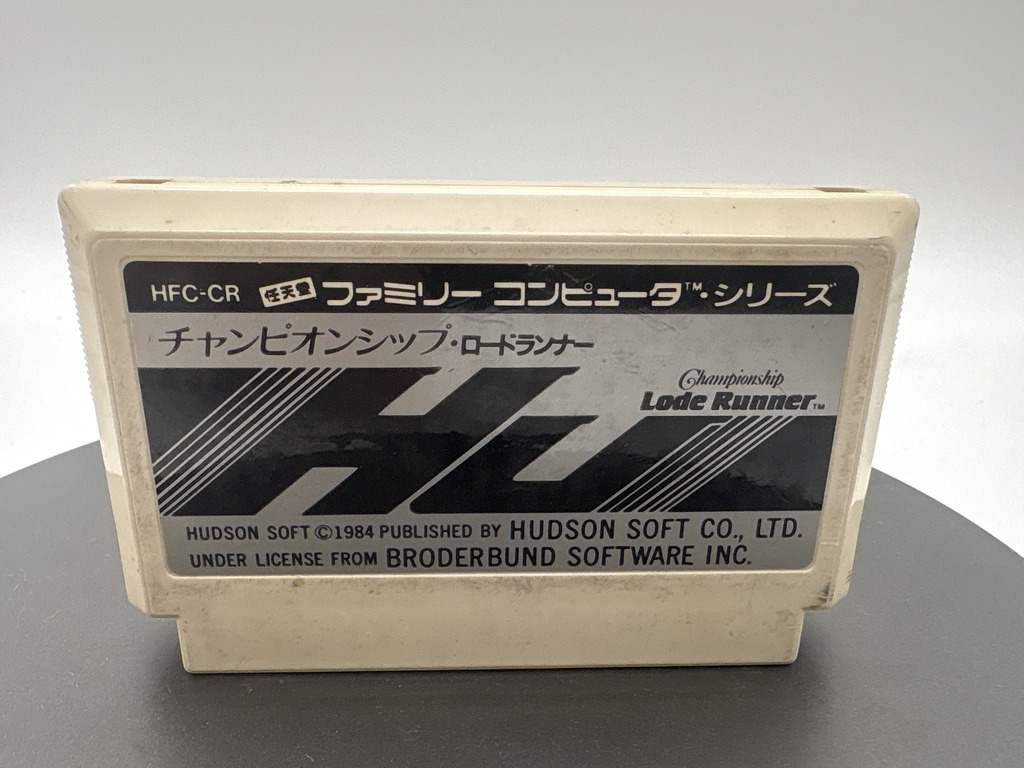 HFC-CR 任天堂 ファミリー コンピュータ™・シリーズ
チャンピオンシップ・ロードランナー
Championship
Lode Runner™
HU
HUDSON SOFT ©1984 PUBLISHED BY HUDSON SOFT CO., LTD.
UNDER LICENSE FROM BRODERBUND SOFTWARE INC.